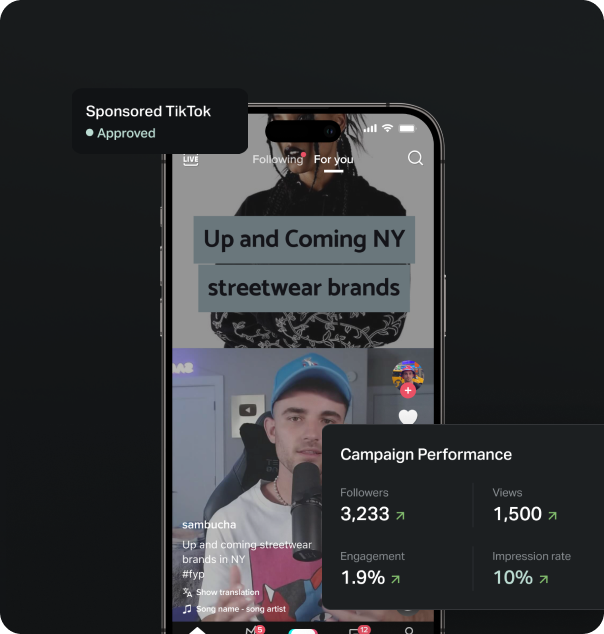 Sponsored TikTok
Approved
LIVE
Following For you
Up and Coming NY
streetwear brands
sambucha
Up and coming streetwear
brands in NY
#fyp
Show translation
Song name - song artist
Campaign Performance
Followers Views
3,233 1,500
Engagement Impression rate
1.9% 10%
5 12